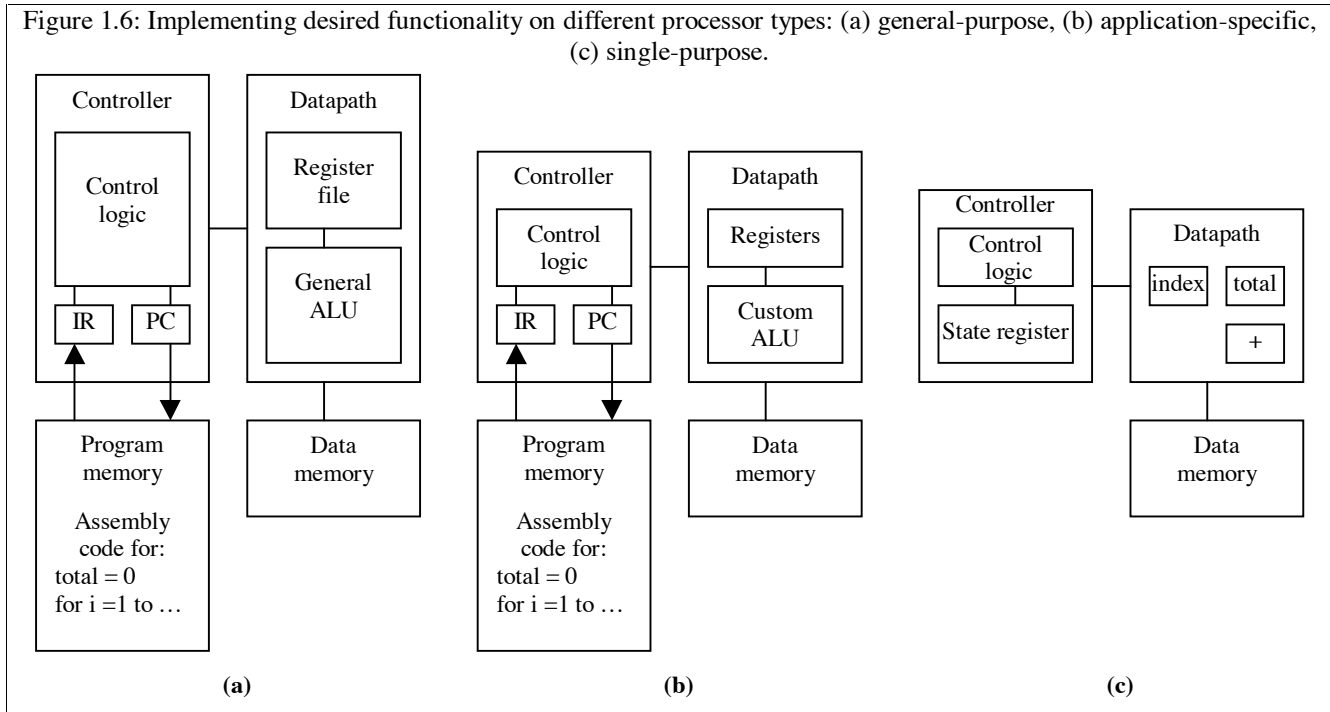 Figure 1.6: Implementing desired functionality on different processor types: (a) general-purpose, (b) application-specific,
(c) single-purpose.
Controller
Control
logic
IR
PC
Datapath
Register
file
General
ALU
Program
memory
Assembly
code for:
total = 0
for i =1 to …
Data
memory
(a)
Controller
Control
logic
IR
PC
Datapath
Registers
Custom
ALU
Program
memory
Assembly
code for:
total = 0
for i =1 to …
Data
memory
(b)
Controller
Control
logic
State register
Datapath
index
total
+
Data
memory
(c)